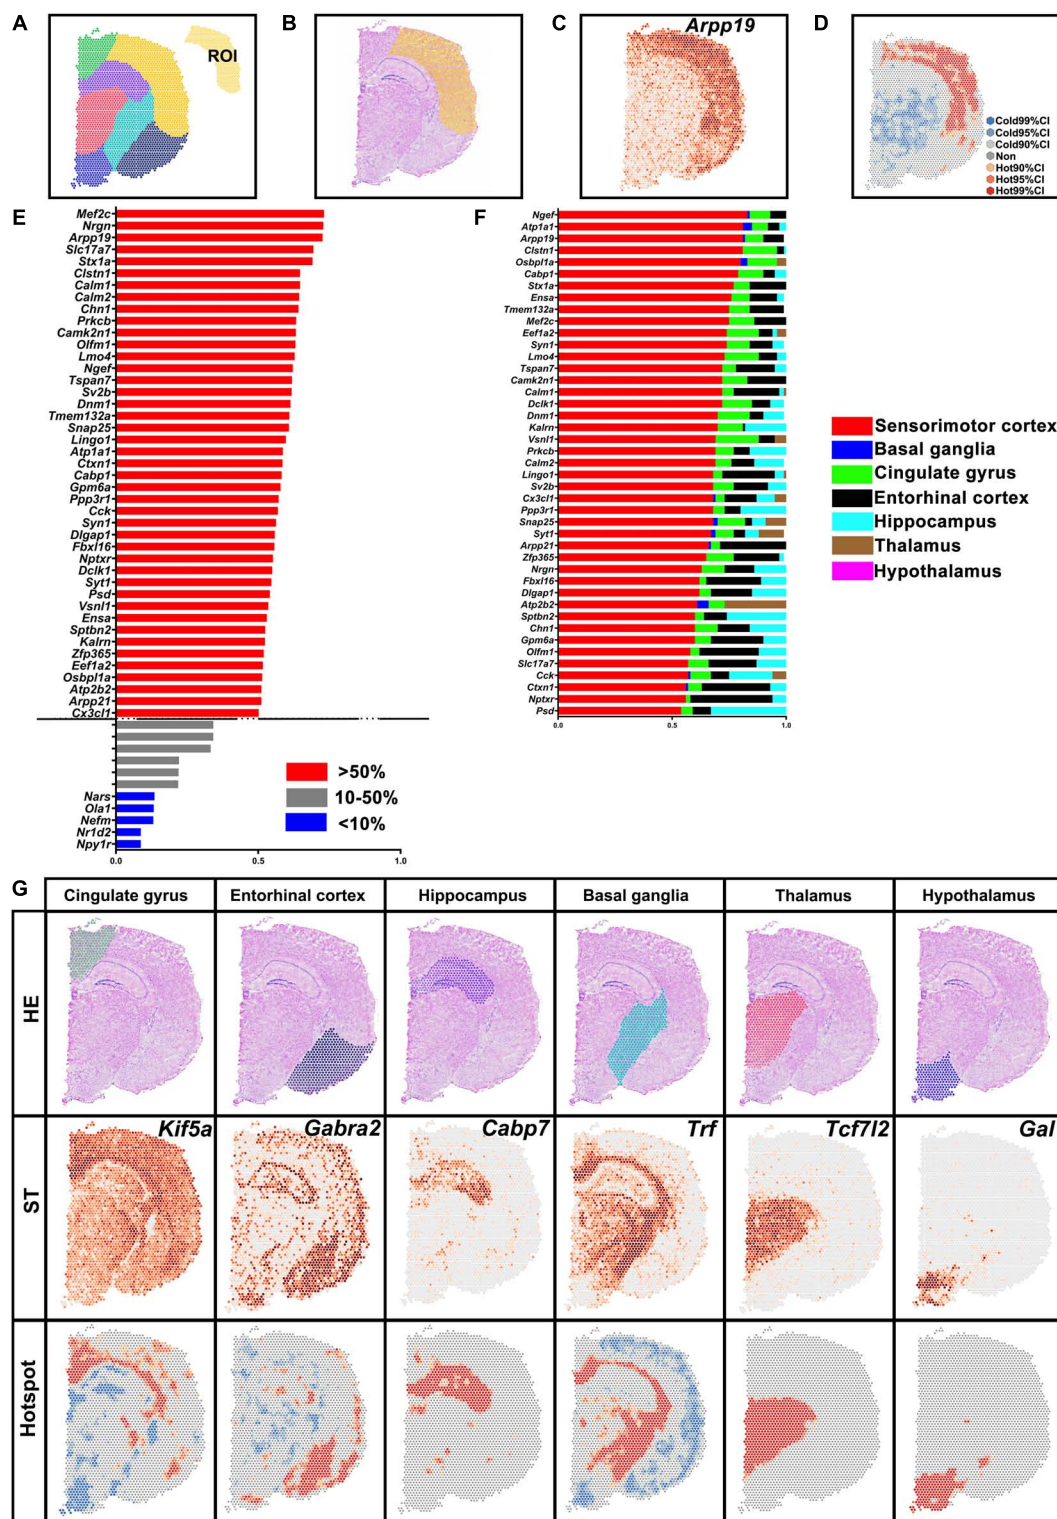 A
B
C
D
ROI
Arpp19
Cold99%CI
Cold95%CI
Cold90%CI
Non
Hot90%CI
Hot95%CI
Hot99%CI
E
Mef2c
Nrgn
Arpp19
Slc17a7
Stx1a
Clstn1
Calm1
Calm2
Chn1
Prkcb
Camk2n1
Olfm1
Lmo4
Ngef
Tspan7
Sv2b
Dnm1
Tmem132a
Snap25
Lingo1
Atp1a1
Ctxn1
Cabp1
Gpm6a
Ppp3r1
Cck
Syn1
Dlgap1
Fbxl16
Nptxr
Dclk1
Syt1
Psd
Vsnl1
Ensa
Sptbn2
Kalrn
Zfp365
Eef1a2
Osbpl1a
Atp2b2
Arpp21
Cx3cl1
Nars
Ola1
Nefm
Nr1d2
Npy1r
0.0 0.5 1.0
>50%
10-50%
<10%
F
Ngef
Atp1a1
Arpp19
Clstn1
Osbpl1a
Cabp1
Stx1a
Ensa
Tmem132a
Mef2c
Eef1a2
Syn1
Lmo4
Tspan7
Camk2n1
Calm1
Dclk1
Dnm1
Kalrn
Vsnl1
Prkcb
Calm2
Lingo1
Sv2b
Cx3cl1
Ppp3r1
Snap25
Syt1
Arpp21
Zfp365
Nrgn
Fbxl16
Dlgap1
Atp2b2
Sptbn2
Chn1
Gpm6a
Olfm1
Slc17a7
Cck
Ctxn1
Nptxr
Psd
0.0 0.5 1.0
Sensorimotor cortex
Basal ganglia
Cingulate gyrus
Entorhinal cortex
Hippocampus
Thalamus
Hypothalamus
G
Cingulate gyrus Entorhinal cortex Hippocampus Basal ganglia Thalamus Hypothalamus
HE
ST
Kif5a Gabra2 Cabp7 Trf Tcf7l2 Gal
Hotspot